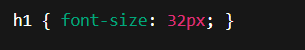 h1 { font-size: 32px; }